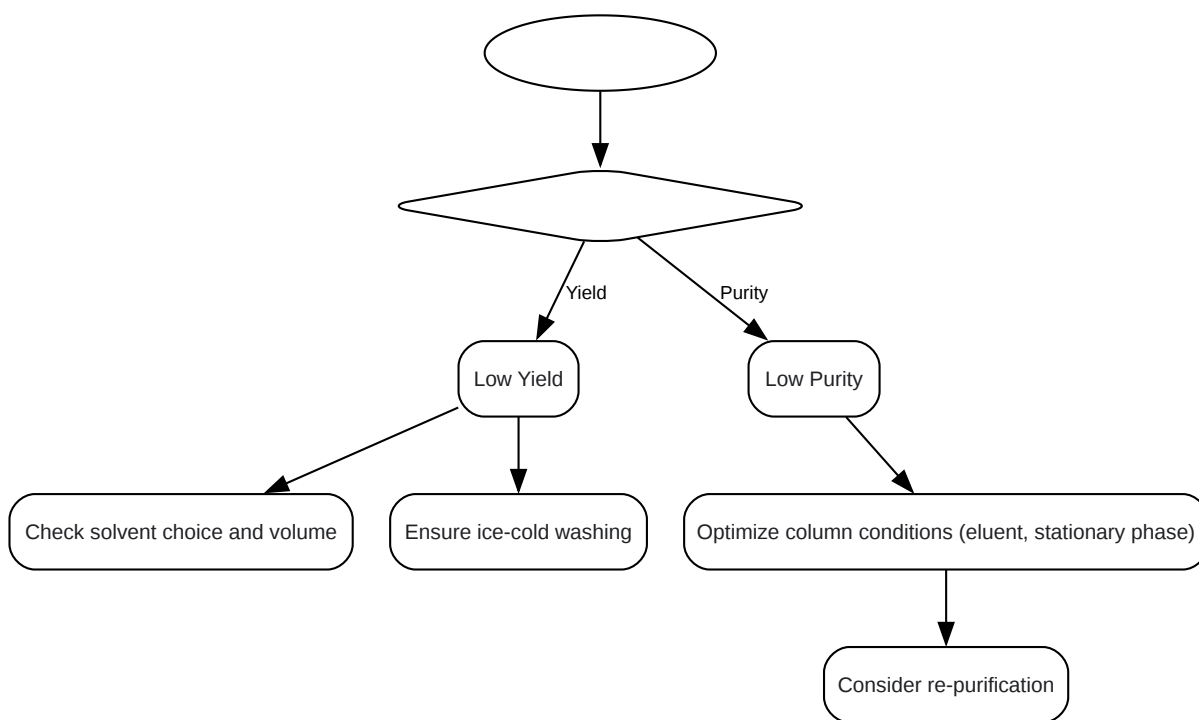 Yield
Purity
Low Yield
Low Purity
Check solvent choice and volume
Ensure ice-cold washing
Optimize column conditions (eluent, stationary phase)
Consider re-purification